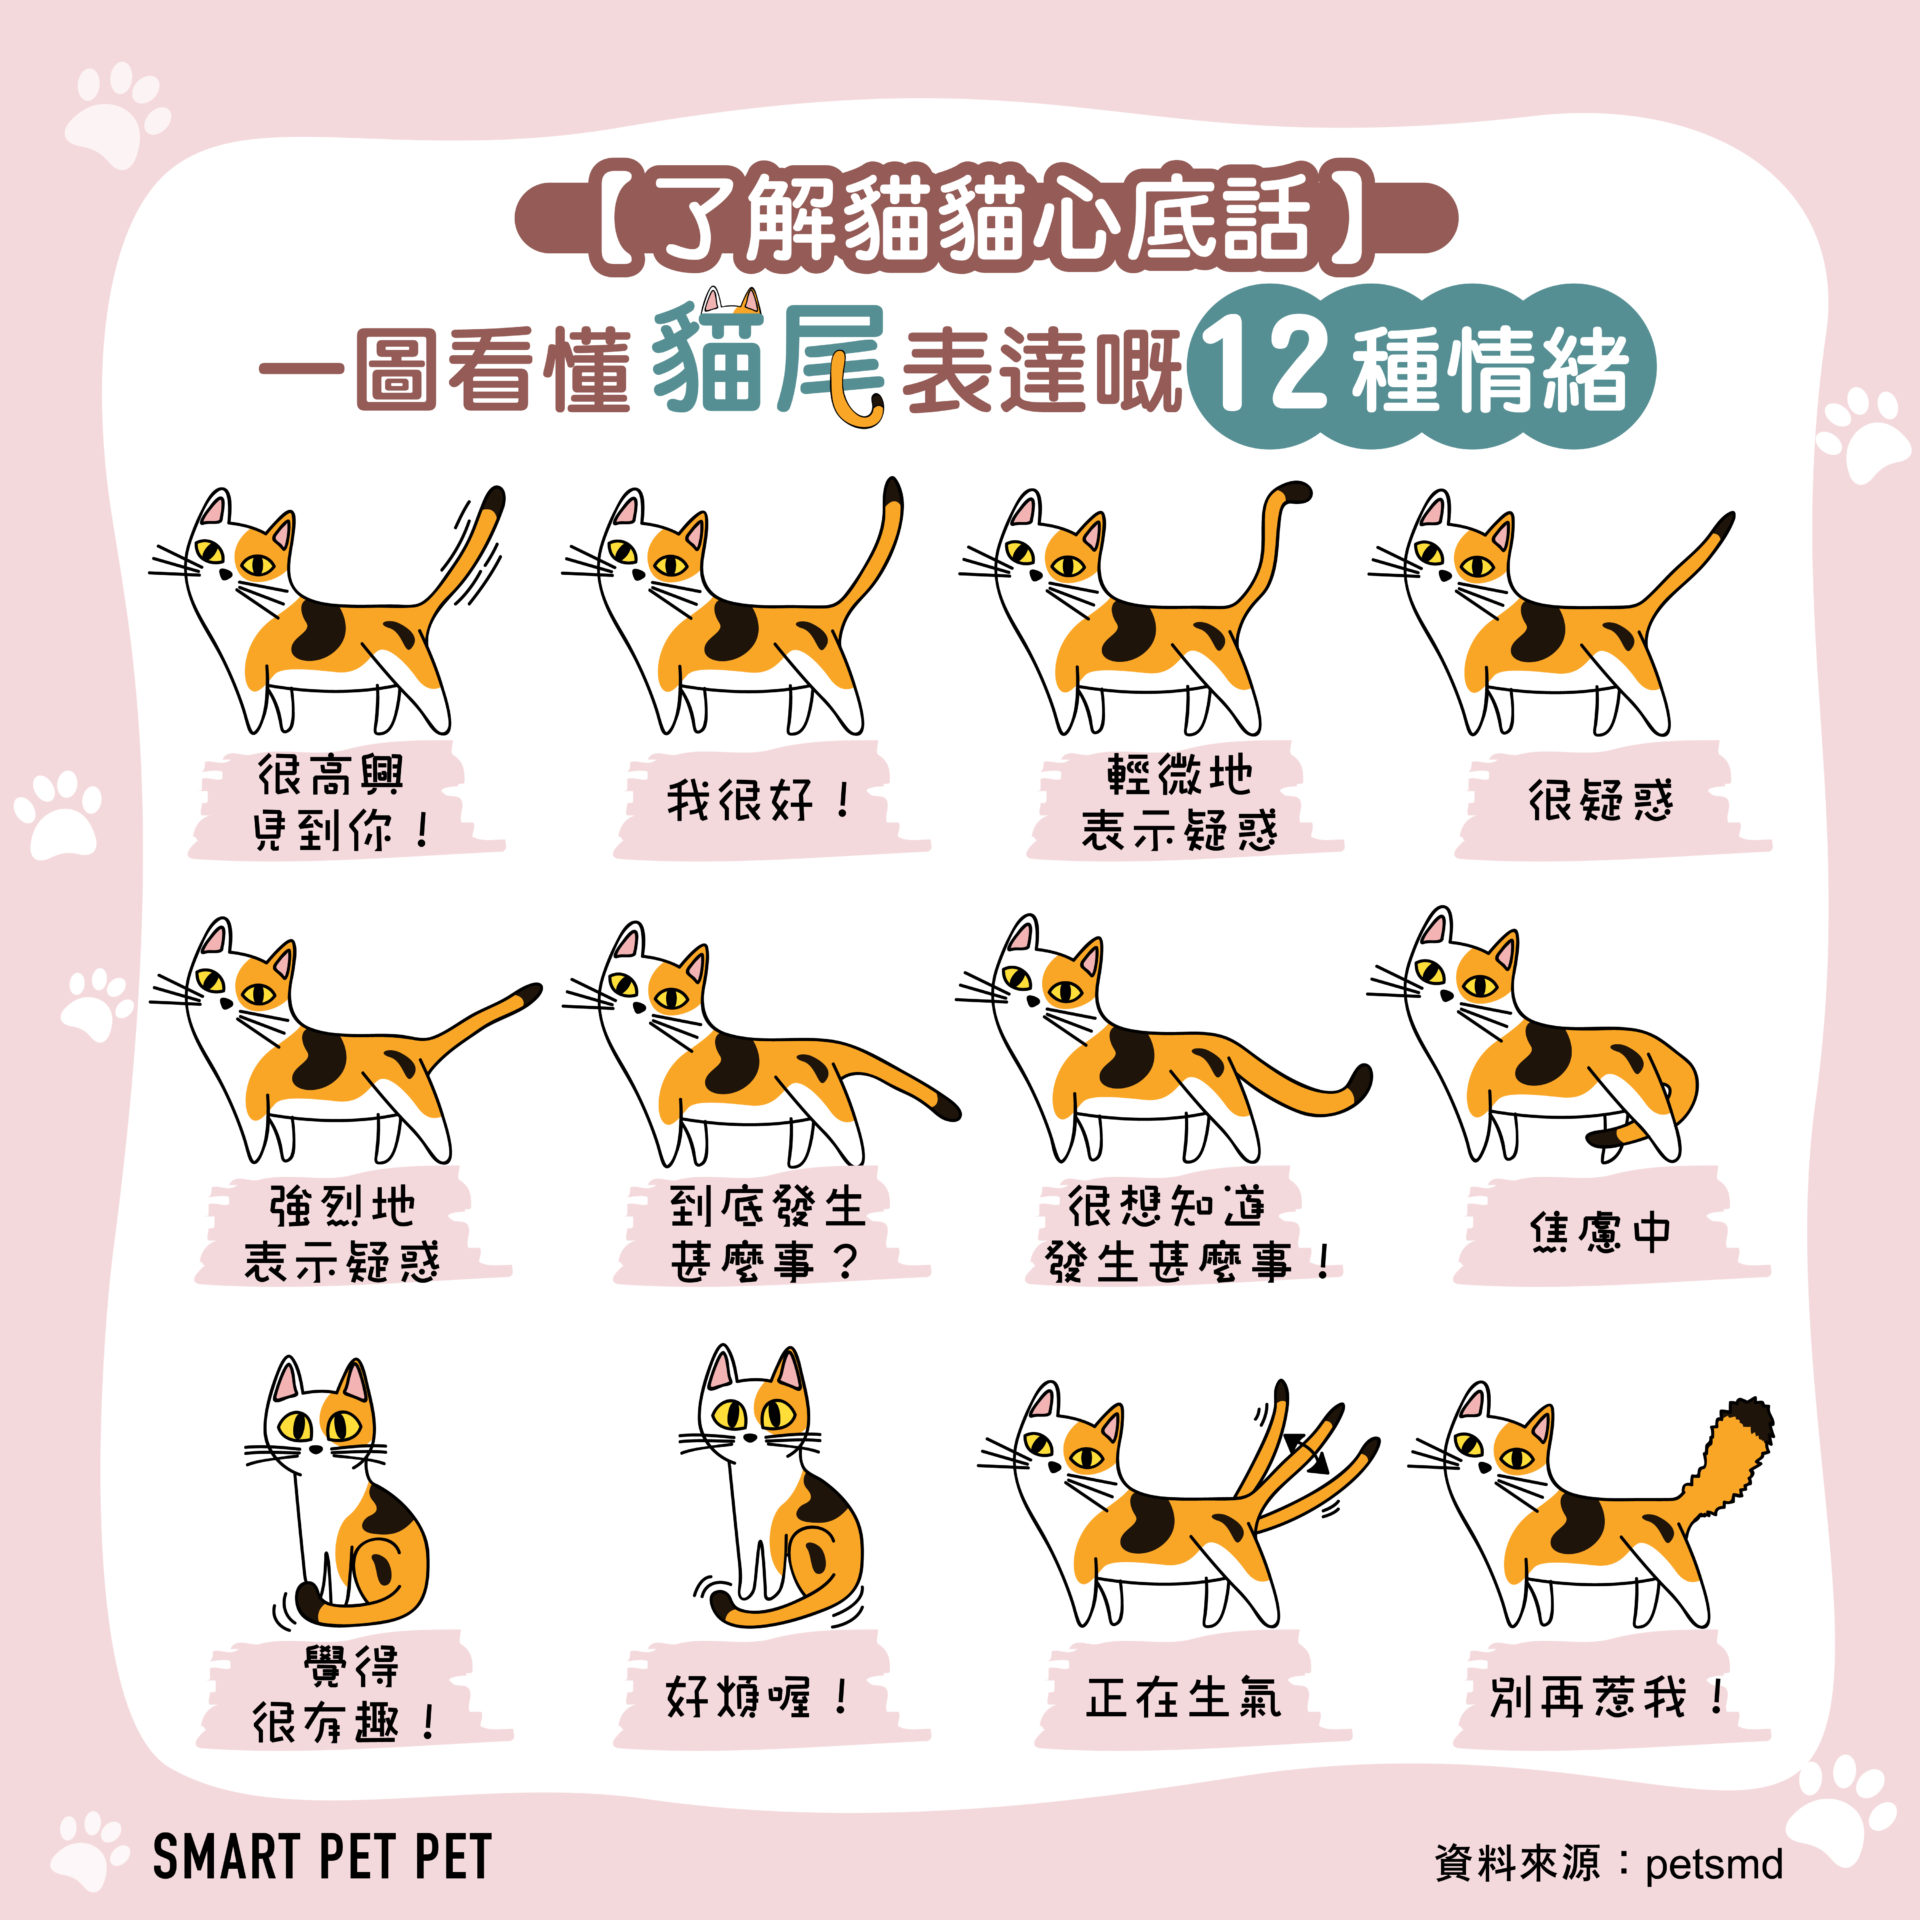 【了解貓貓心底話】
一圖看懂貓尾表達嘅12種情緒
很高興
見到你！
我很好！
輕微地
表示疑惑
很疑惑
強烈地
表示疑惑
到底發生
甚麼事？
很想知道
發生甚麼事！
焦慮中
覺得
很有趣！
好煩喔！
正在生氣
別再惹我！
SMART PET PET
資料來源：petsmd